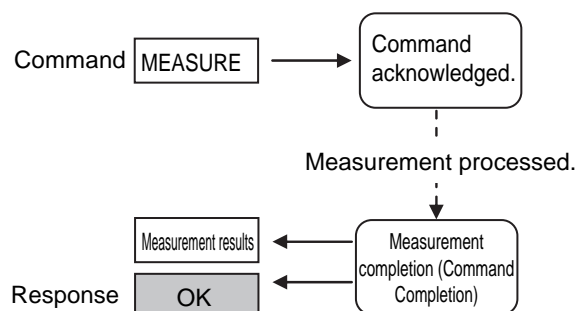 Command
MEASURE
Command
acknowledged.
Measurement processed.
Measurement results
Measurement
completion (Command
Completion)
Response
OK